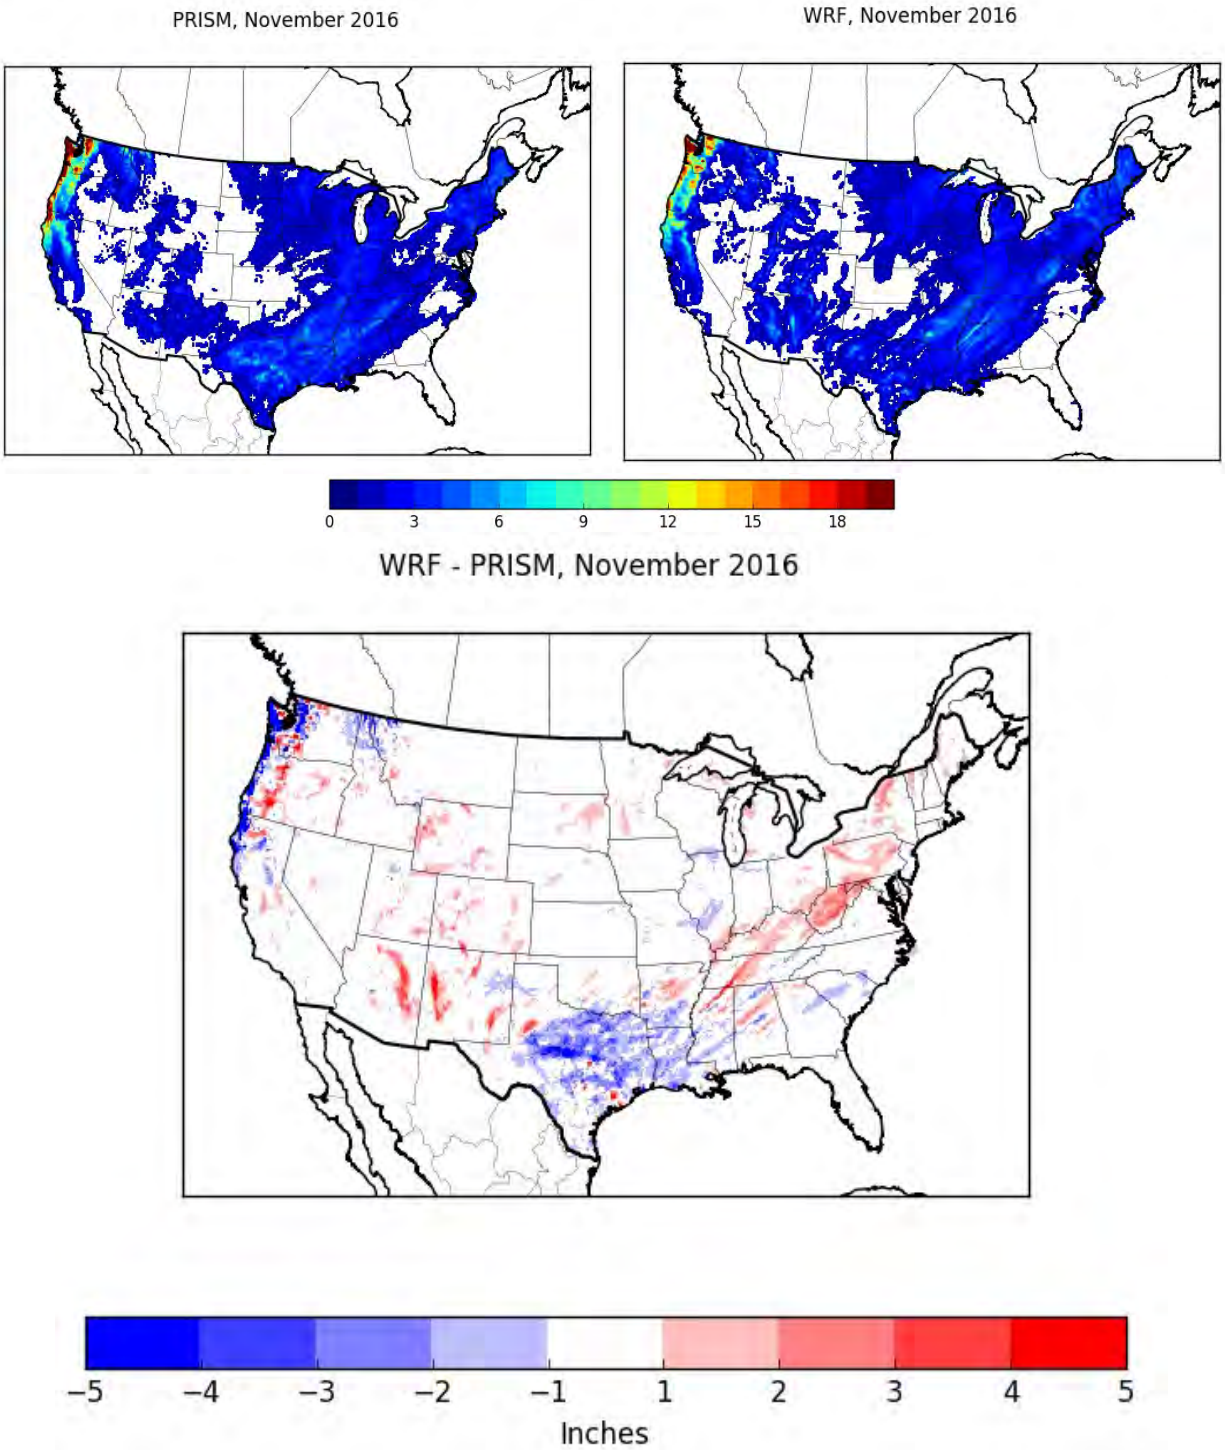 PRISM, November 2016
WRF, November 2016
0 3 6 9 12 15 18
WRF - PRISM, November 2016
−5 −4 −3 −2 −1 1 2 3 4 5
Inches